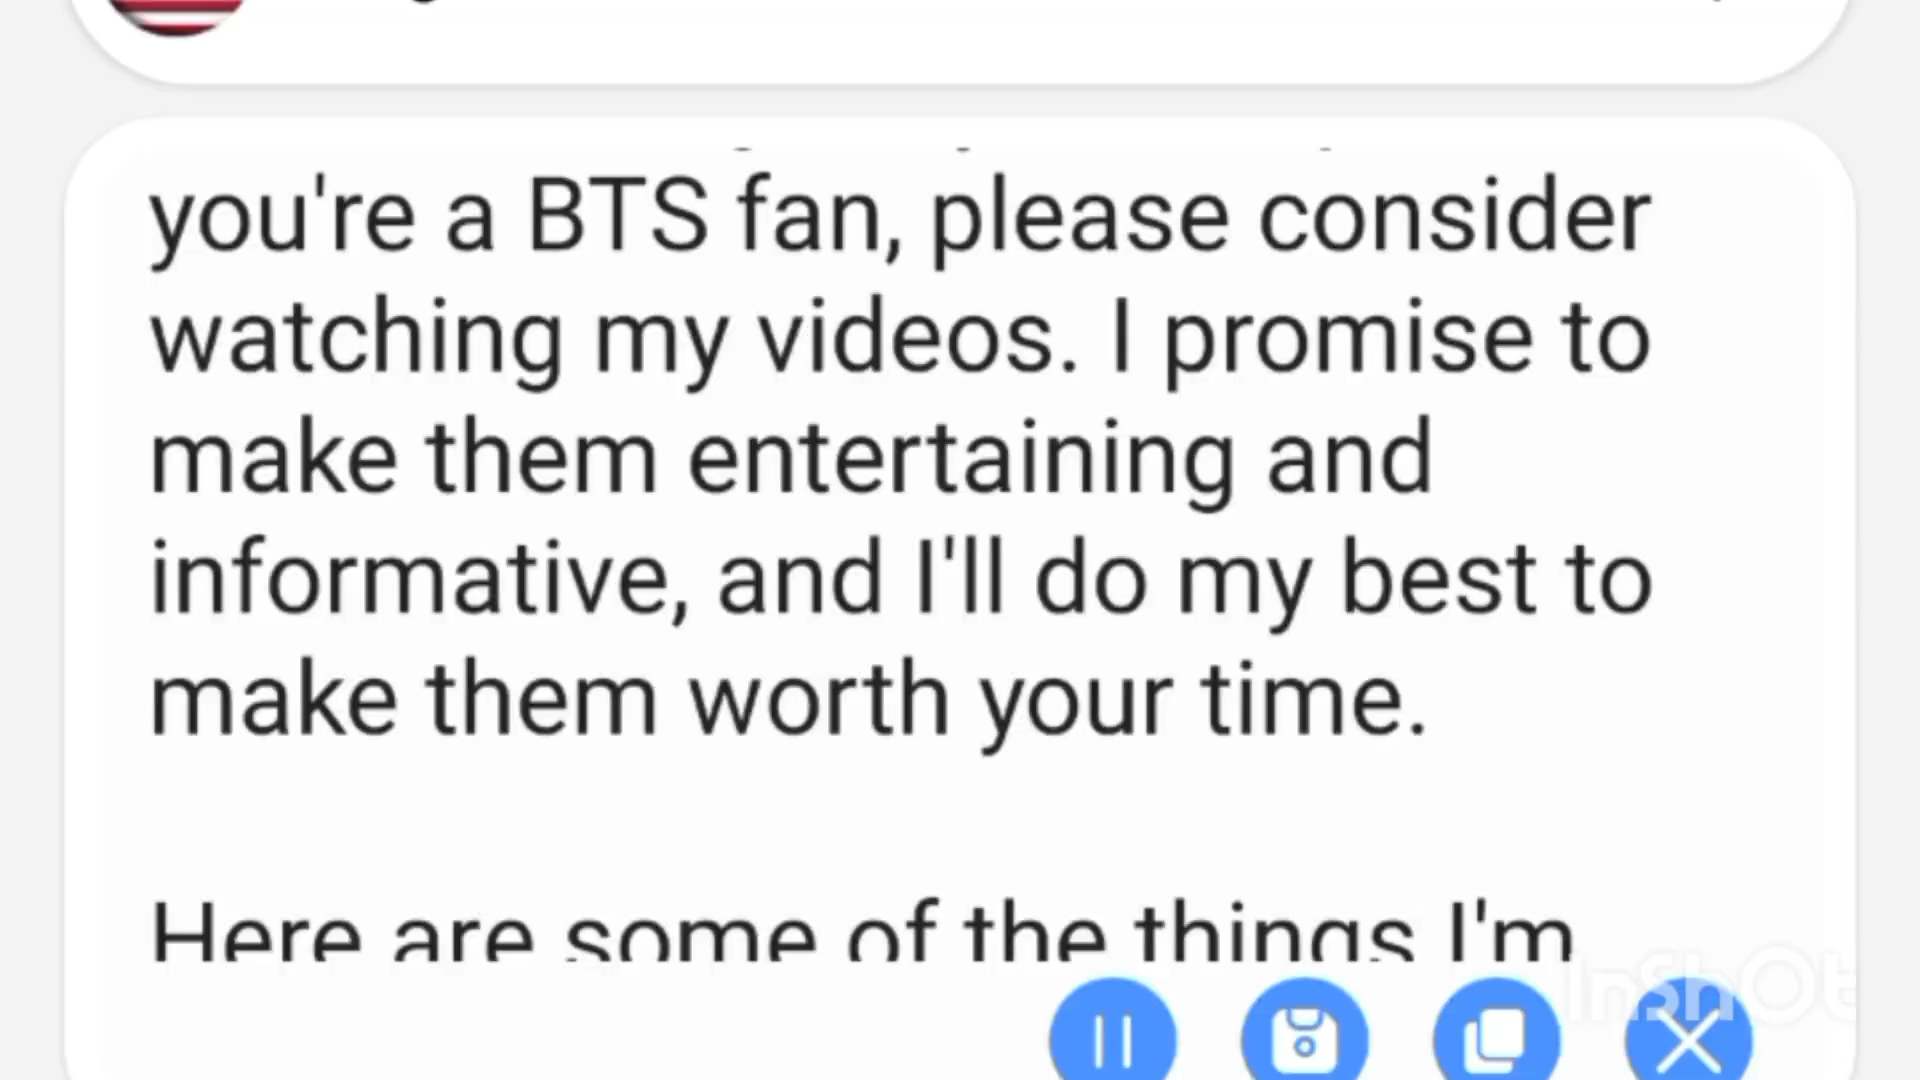 you're a BTS fan, please consider
watching my videos. I promise to
make them entertaining and
informative, and I'll do my best to
make them worth your time.
Here are some of the things I'm
InShOt